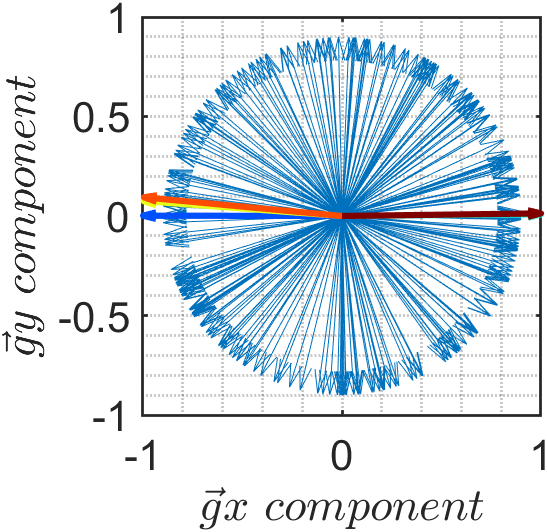 1
0.5
0
-0.5
-1
-1 0 1
g⃗y component
g⃗x component